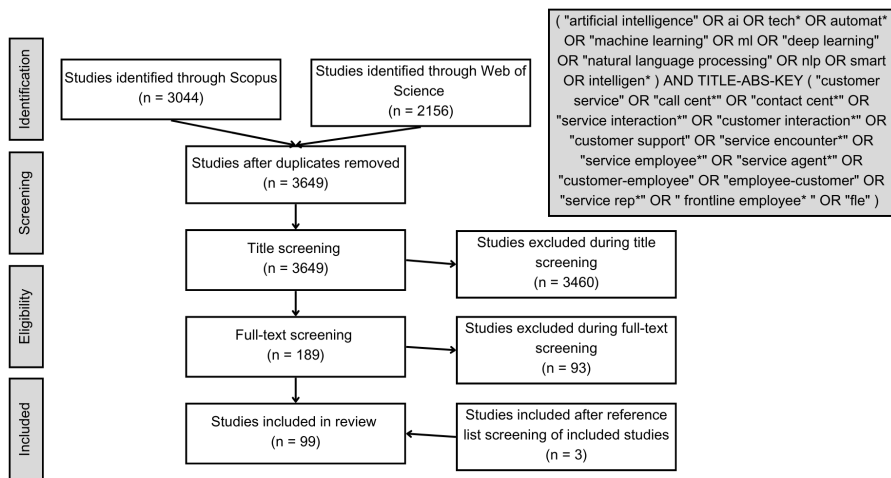 Identification
Studies identified through Scopus
(n = 3044)
Studies identified through Web of
Science
(n = 2156)
( "artificial intelligence" OR ai OR tech* OR automat*
OR "machine learning" OR ml OR "deep learning"
OR "natural language processing" OR nlp OR smart
OR intelligen* ) AND TITLE-ABS-KEY ( "customer
service" OR "call cent*" OR "contact cent*" OR
"service interaction*" OR "customer interaction*" OR
"customer support" OR "service encounter*" OR
"service employee*" OR "service agent*" OR
"customer-employee" OR "employee-customer" OR
"service rep*" OR " frontline employee* " OR "fle" )
Screening
Studies after duplicates removed
(n = 3649)
Title screening
(n = 3649)
Studies excluded during title
screening
(n = 3460)
Eligibility
Full-text screening
(n = 189)
Studies excluded during full-text
screening
(n = 93)
Included
Studies included in review
(n = 99)
Studies included after reference
list screening of included studies
(n = 3)